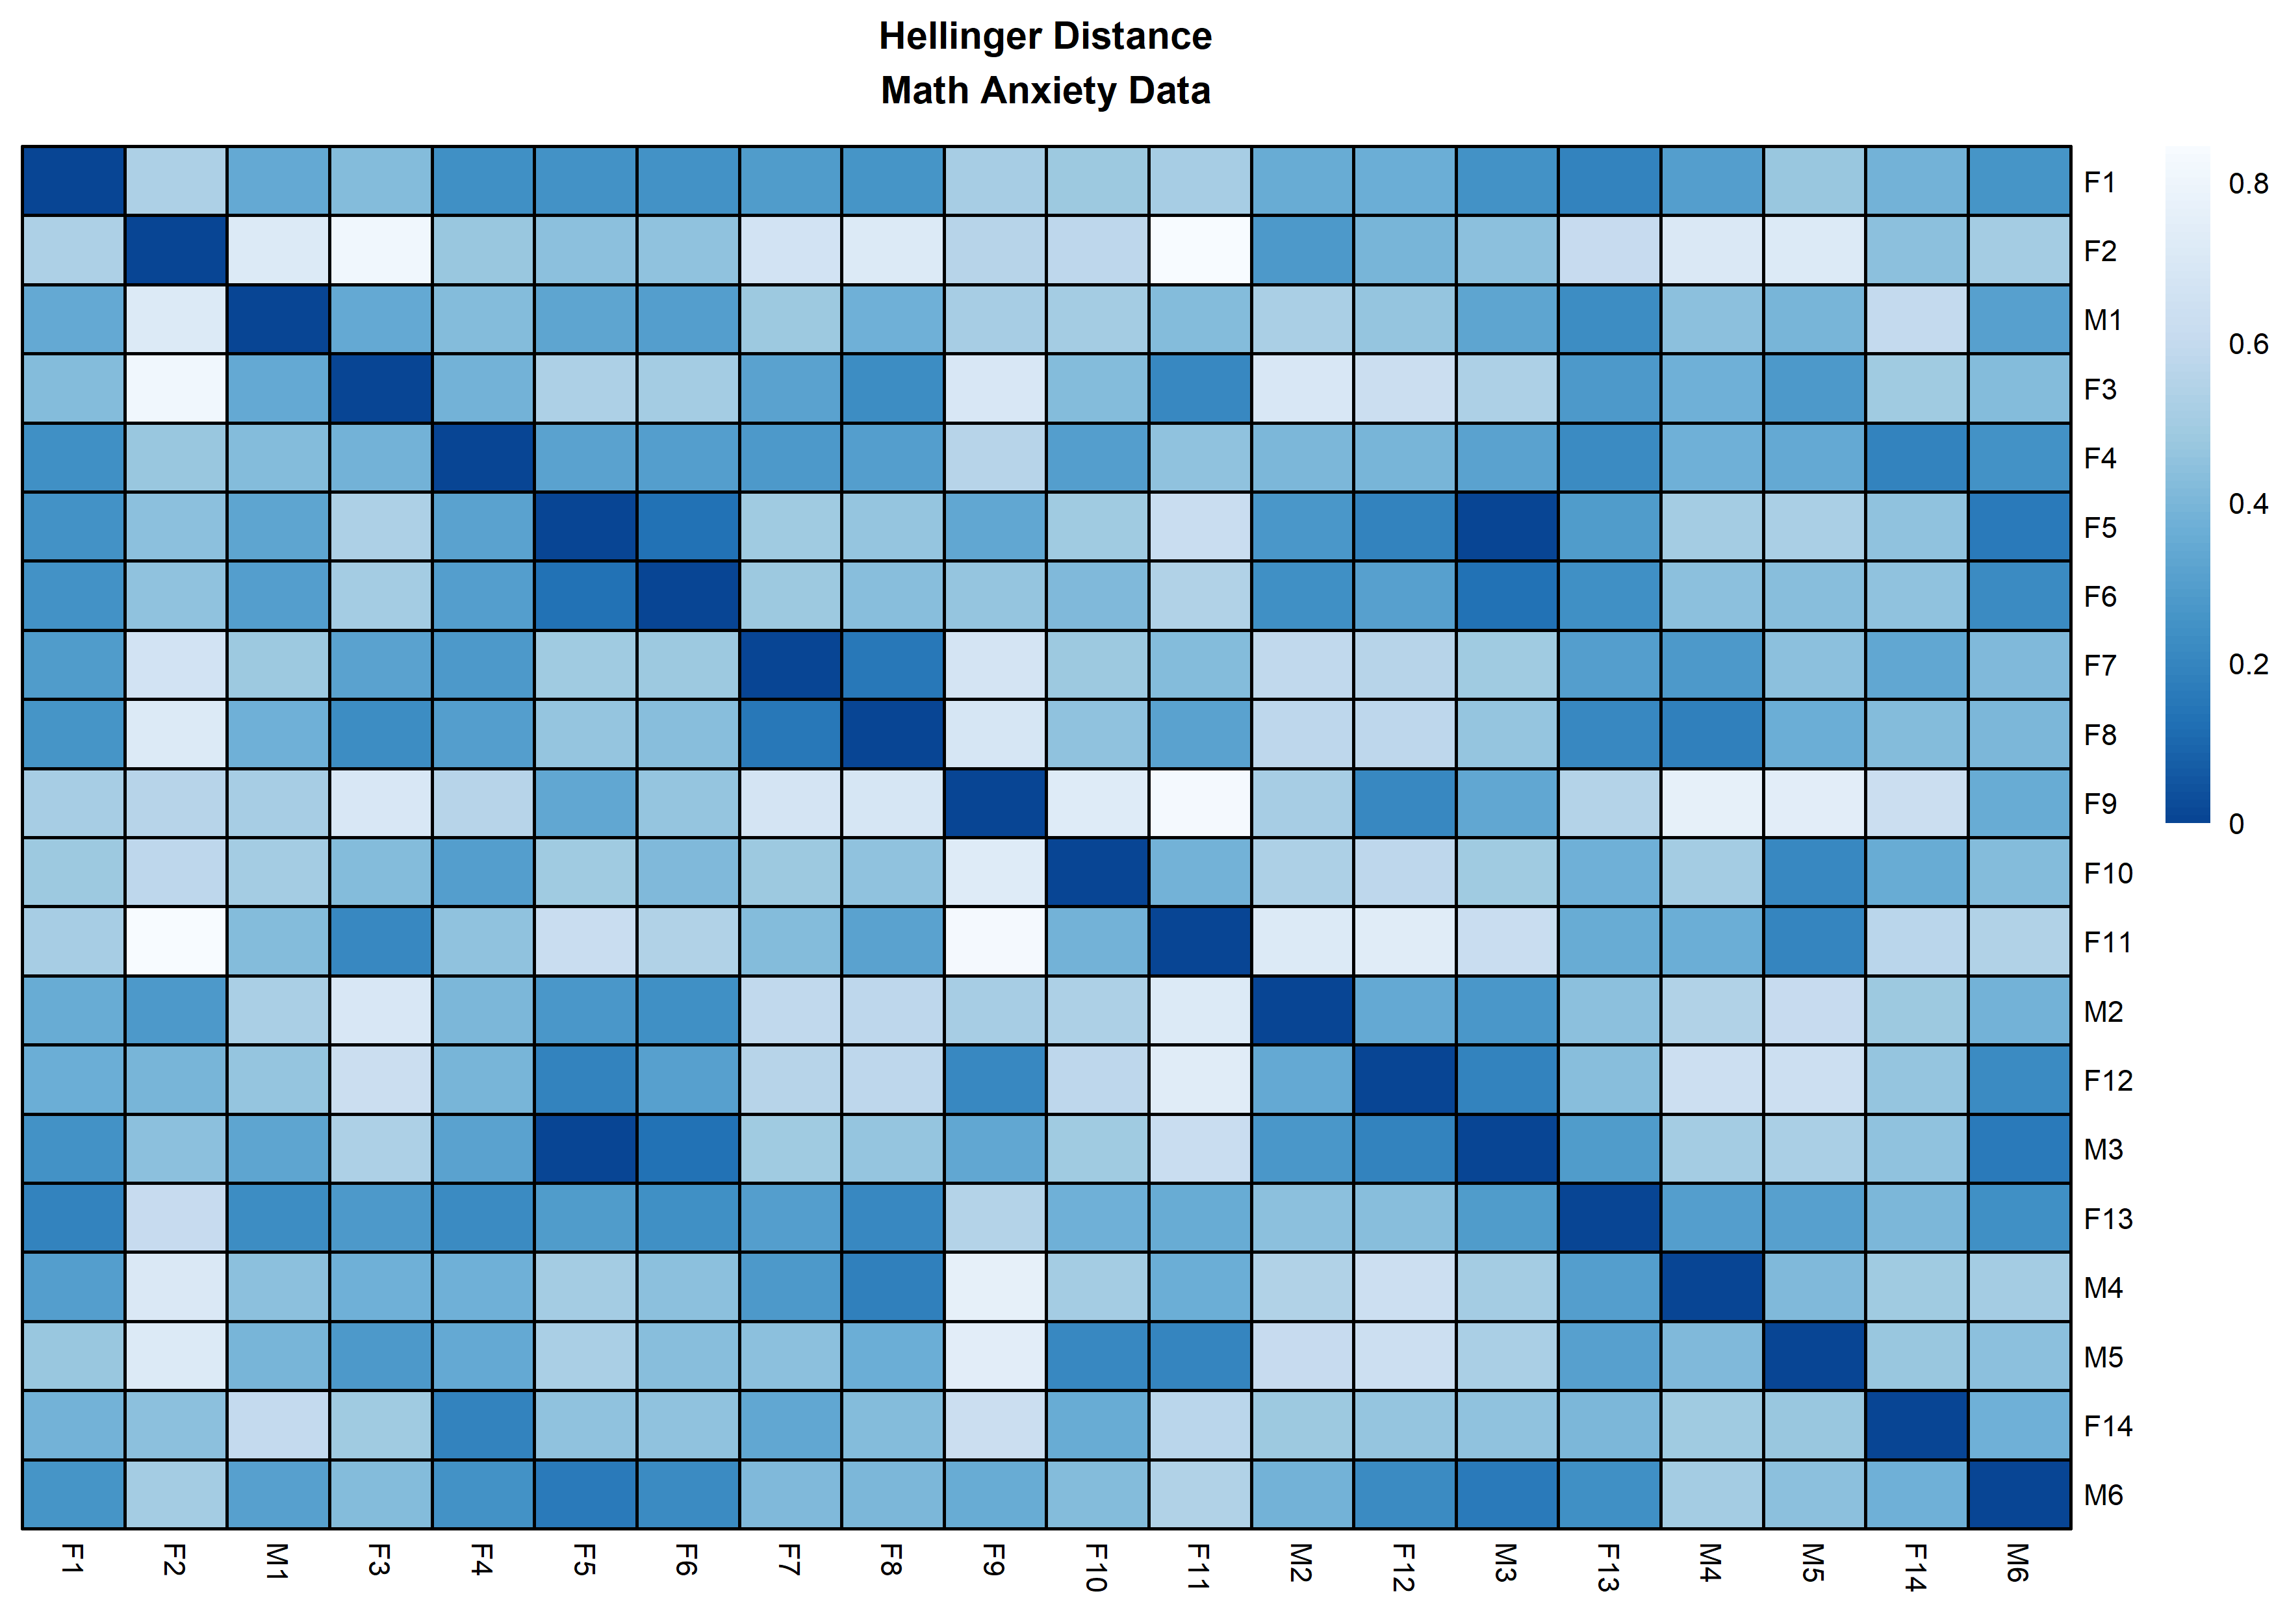 Hellinger Distance
Math Anxiety Data
F1
F2
M1
F3
F4
F5
F6
F7
F8
F9
F10
F11
M2
F12
M3
F13
M4
M5
F14
M6
0.8
0.6
0.4
0.2
0
F1 F2 M1 F3 F4 F5 F6 F7 F8 F9 F10 F11 M2 F12 M3 F13 M4 M5 F14 M6